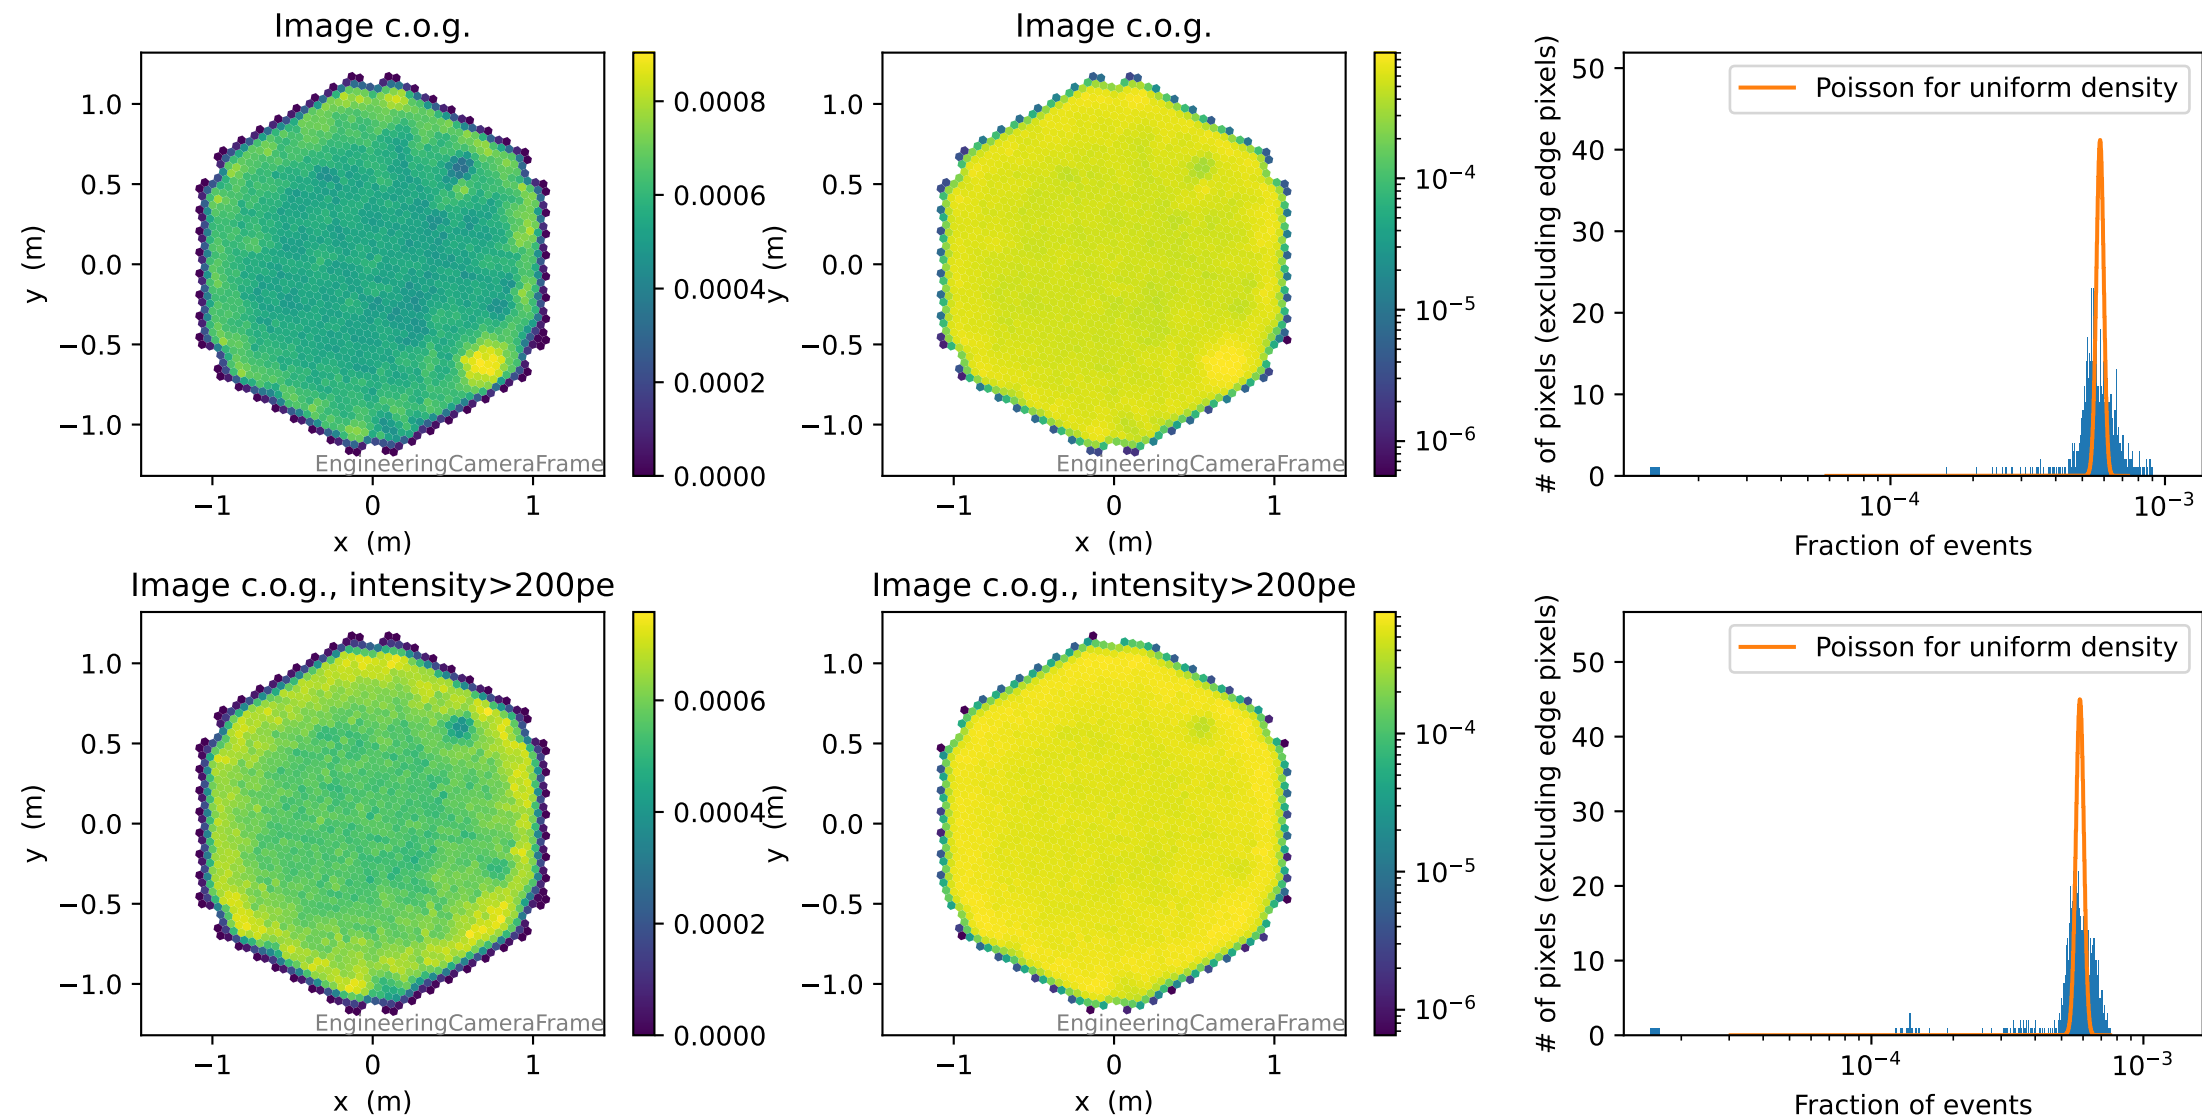 Image c.o.g.
y (m)
1.0
0.5
0.0
−0.5
−1.0
−1
0
1
x (m)
EngineeringCameraFrame
0.0008
0.0006
0.0004
0.0002
0.0000
Image c.o.g.
y (m)
1.0
0.5
0.0
−0.5
−1.0
−1
0
1
x (m)
EngineeringCameraFrame
10⁻⁴
10⁻⁵
10⁻⁶
# of pixels (excluding edge pixels)
50
40
30
20
10
0
Poisson for uniform density
10⁻⁴
10⁻³
Fraction of events
Image c.o.g., intensity>200pe
y (m)
1.0
0.5
0.0
−0.5
−1.0
−1
0
1
x (m)
EngineeringCameraFrame
0.0006
0.0004
0.0002
0.0000
Image c.o.g., intensity>200pe
y (m)
1.0
0.5
0.0
−0.5
−1.0
−1
0
1
x (m)
EngineeringCameraFrame
10⁻⁴
10⁻⁵
10⁻⁶
# of pixels (excluding edge pixels)
50
40
30
20
10
0
Poisson for uniform density
10⁻⁴
10⁻³
Fraction of events